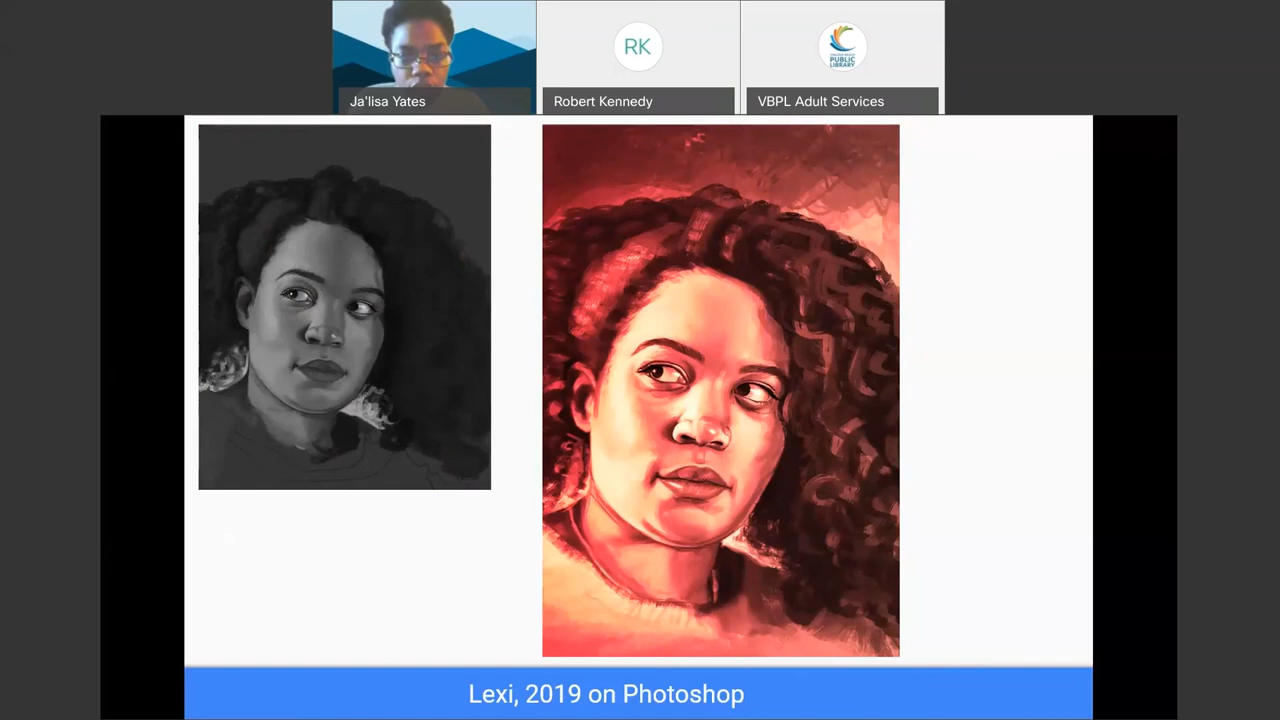 RK
PUBLIC
LIBRARY
Ja'lisa Yates
Robert Kennedy
VBPL Adult Services
Lexi, 2019 on Photoshop